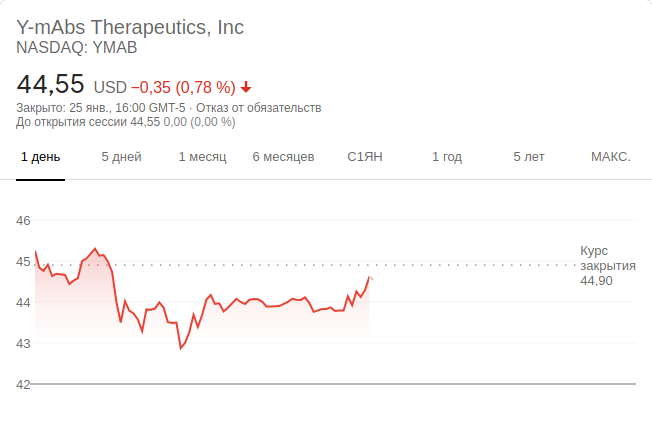 Y-mAbs Therapeutics, Inc
NASDAQ: YMAB
44,55 USD −0,35 (0,78 %)
Закрыто: 25 янв., 16:00 GMT-5 · Отказ от обязательств
До открытия сессии 44,55 0,00 (0,00 %)
1 день 5 дней 1 месяц 6 месяцев С1ЯН 1 год 5 лет МАКС.
46
45
44
43
42
Курс
закрытия
44,90